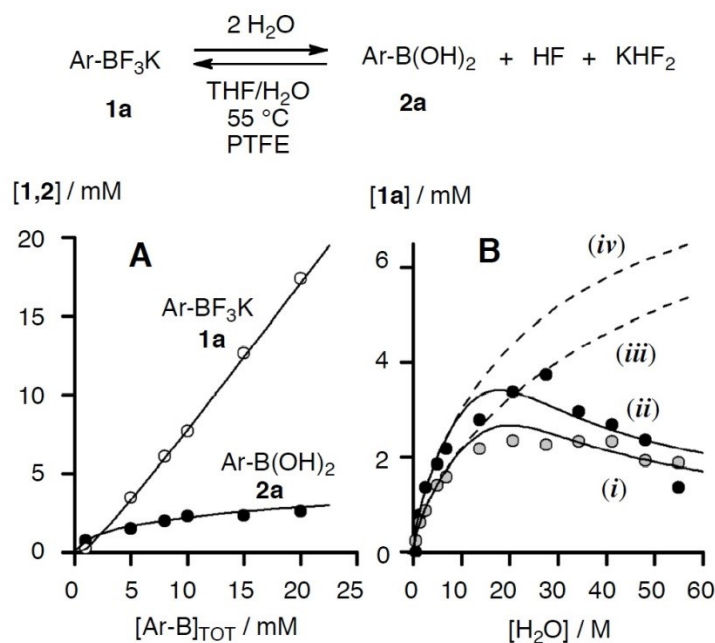 2 H₂O
Ar-BF₃K Ar-B(OH)₂ + HF + KHF₂
1a THF/H₂O 2a
55 °C
PTFE
[1,2] / mM [1a] / mM
20 A 6 B (iv)
Ar-BF₃K
15 1a (iii)
4
10 (ii)
Ar-B(OH)₂ 2
5 2a (i)
0 0
0 5 10 15 20 25 0 10 20 30 40 50 60
[Ar-B]TOT / mM [H₂O] / M